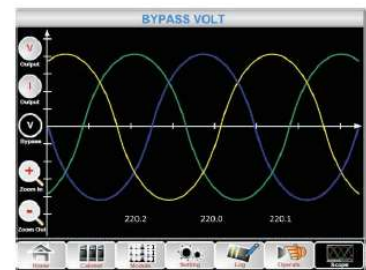 BYPASS VOLT
V
Output
I
Output
V
Bypass
Zoom In
Zoom Out
220.2 220.0 220.1
Home Cabinet Module Setting Log Operate Scope